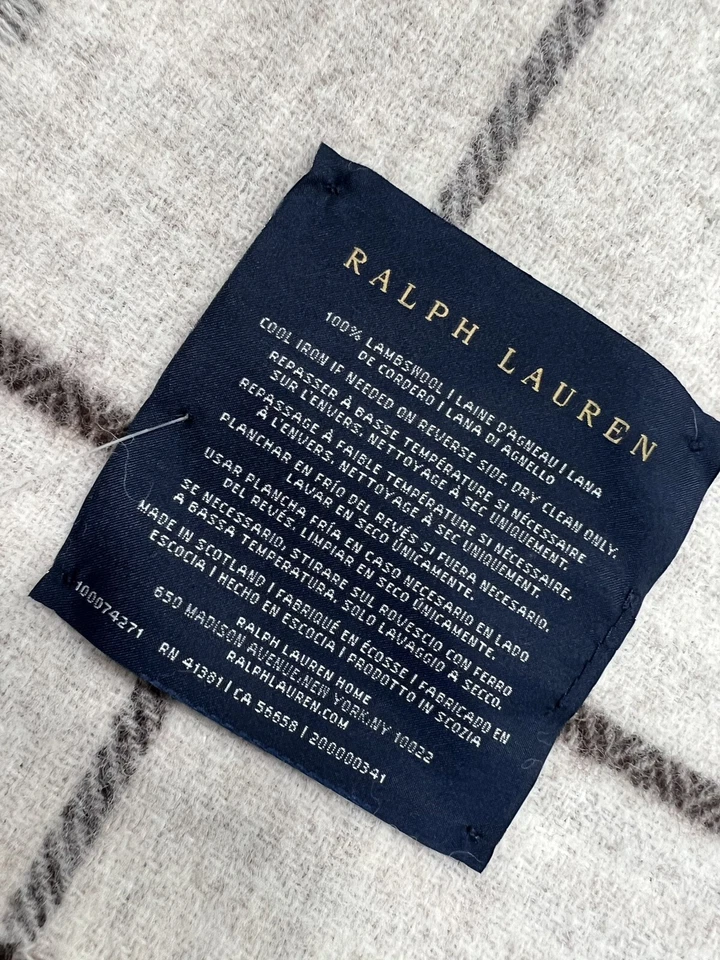 RALPH LAUREN
100% LAMBSWOOL | LAINE D'AGNEAU | LANA
DE CORDERO | LANA DI AGNELLO
COOL IRON IF NEEDED ON REVERSE SIDE. DRY CLEAN ONLY.
REPASSER À BASSE TEMPÉRATURE SI NÉCESSAIRE
SUR L'ENVERS. NETTOYAGE À SEC UNIQUEMENT.
REPASSAGE À FAIBLE TEMPÉRATURE SI NÉCESSAIRE,
À L'ENVERS. NETTOYAGE À SEC UNIQUEMENT.
PLANCHAR EN FRÍO DEL REVÉS SI FUERA NECESARIO.
LAVAR EN SECO ÚNICAMENTE.
USAR PLANCHA FRÍA EN CASO NECESARIO EN LADO
DEL REVÉS, LIMPIAR EN SECO ÚNICAMENTE.
SE NECESSARIO, STIRARE SUL ROVESCIO CON FERRO
A BASSA TEMPERATURA, SOLO LAVAGGIO A SECCO.
MADE IN SCOTLAND | FABRIQUÉ EN ÉCOSSE | FABRICADO EN
ESCOCIA | HECHO EN ESCOCIA | PRODOTTO IN SCOZIA
RALPH LAUREN HOME
650 MADISON AVENUE, NEW YORK, NY 10022
RALPHLAUREN.COM
RN 41381 | CA 56658 | 200000341
100074271